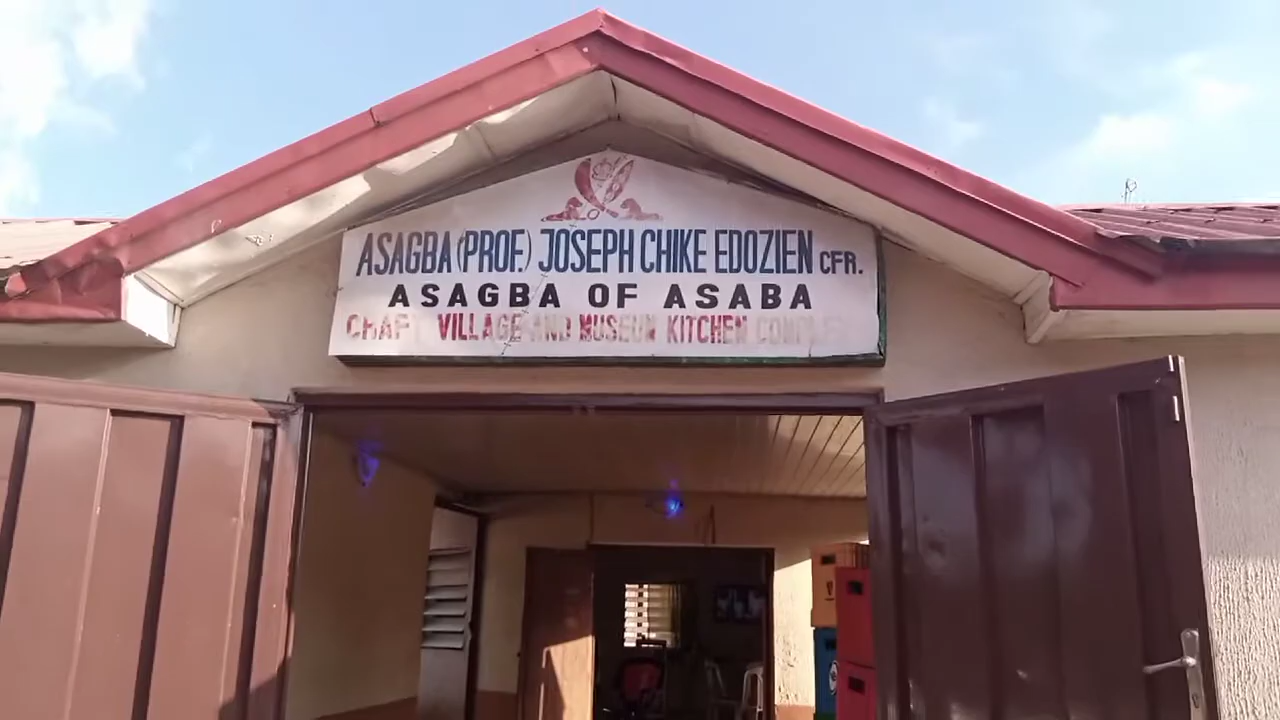 ASAGBA (PROF.) JOSEPH CHIKE EDOZIEN CFR.
ASAGBA OF ASABA
VILLAGE AND MUSEUM KITCHEN